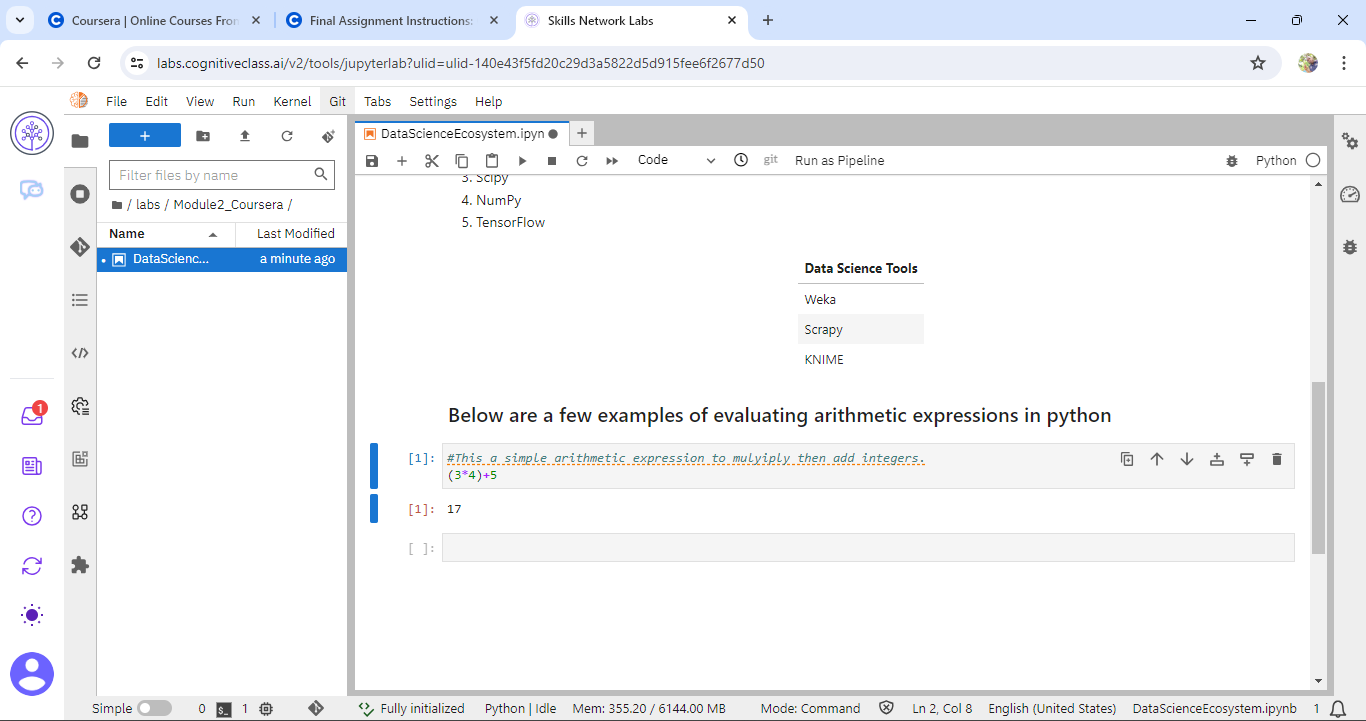 Coursera | Online Courses Fron
Final Assignment Instructions:
Skills Network Labs
labs.cognitiveclass.ai/v2/tools/jupyterlab?ulid=ulid-140e43f5fd20c29d3a5822d5d915fee6f2677d50
File Edit View Run Kernel Git Tabs Settings Help
DataScienceEcosystem.ipyn
Code
git
Run as Pipeline
Python
Filter files by name
/ labs / Module2_Coursera /
Name Last Modified
DataScienc... a minute ago
1
3. Scipy
4. NumPy
5. TensorFlow
Data Science Tools
Weka
Scrapy
KNIME
Below are a few examples of evaluating arithmetic expressions in python
[1]: #This a simple arithmetic expression to mulyiply then add integers.
(3*4)+5
[1]: 17
[ ]:
Simple 0 $_ 1 Fully initialized Python | Idle Mem: 355.20 / 6144.00 MB Mode: Command Ln 2, Col 8 English (United States) DataScienceEcosystem.ipynb 1